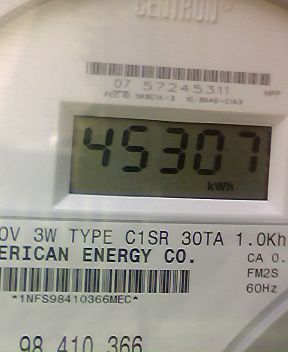 CENTRON®
07 57245311
45307
kWh
0V 3W TYPE C1SR 30TA 1.0Kh
ERICAN ENERGY CO.
CA 0.
FM2S
60Hz
*1NFS98410366MEC*
98 410 366